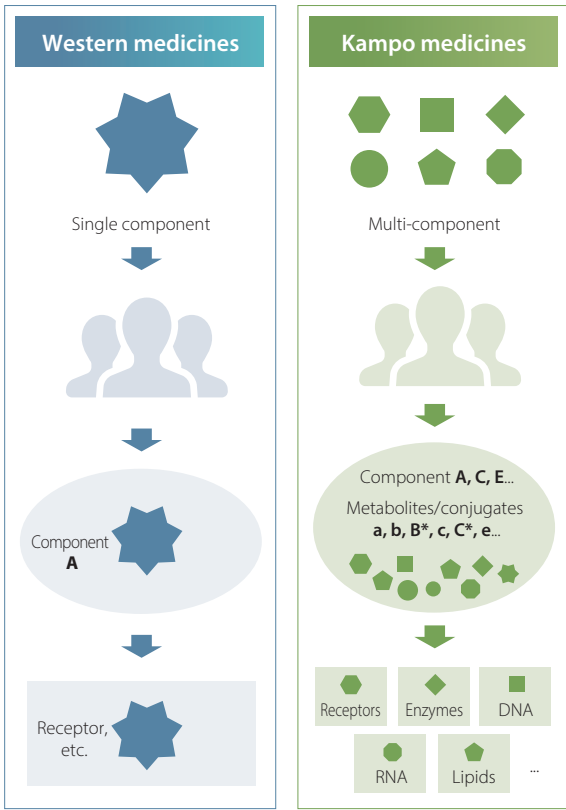 Western medicines
Single component
Component
A
Receptor,
etc.
Kampo medicines
Multi-component
Component A, C, E...
Metabolites/conjugates
a, b, B*, c, C*, e...
Receptors
Enzymes
DNA
RNA
Lipids
...